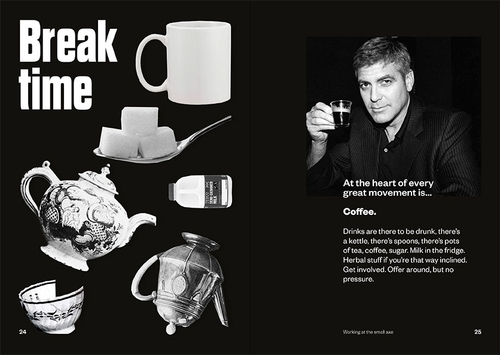 Break
time
At the heart of every
great movement is...
Coffee.
Drinks are there to be drunk, there's
a kettle, there's spoons, there's pots
of tea, coffee, sugar. Milk in the fridge.
Herbal stuff if you're that way inclined.
Get involved. Offer around, but no
pressure.
24
Working at the small axe
25